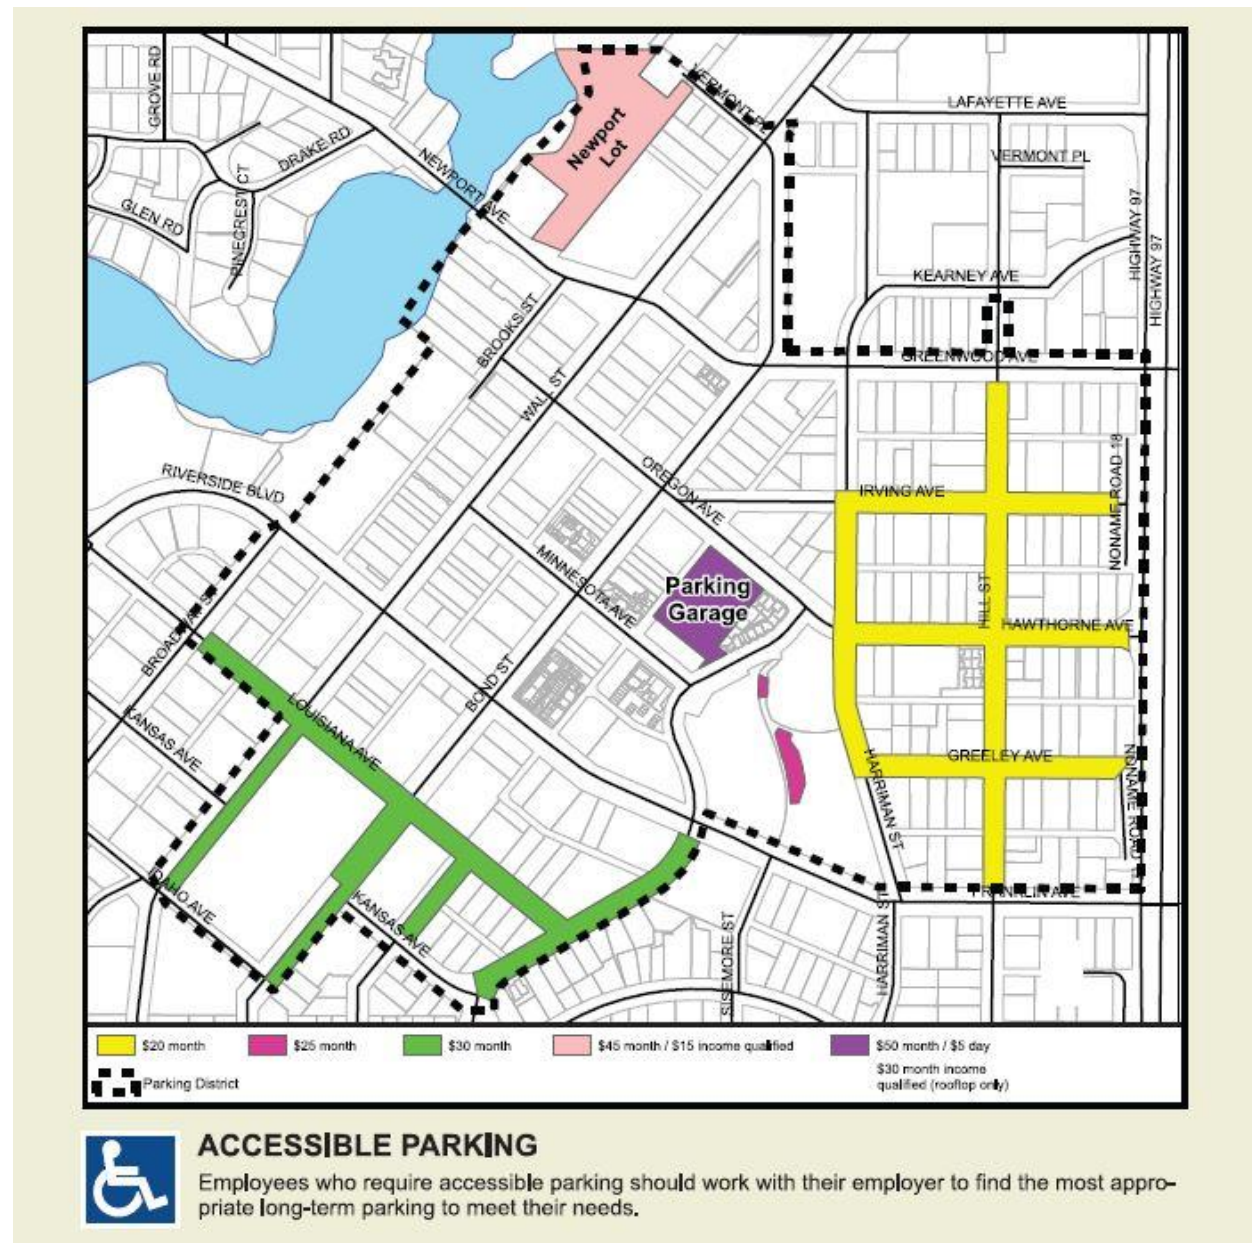 GROVE RD
DRAKE RD
GLEN RD
PINECREST CT
NEWPORT AVE
Newport
Lot
VERMONT PL
LAFAYETTE AVE
VERMONT PL
HIGHWAY 97
HIGHWAY 97
KEARNEY AVE
GREENWOOD AVE
BROOKS ST
WALL ST
OREGON AVE
RIVERSIDE BLVD
IRVING AVE
NONAME ROAD 18
MINNESOTA AVE
Parking
Garage
HILL ST
HAWTHORNE AVE
BROADWAY ST
BOND ST
LOUISIANA AVE
KANSAS AVE
HARRIMAN ST
GREELEY AVE
NONAME ROAD
IDAHO AVE
KANSAS AVE
FRANKLIN AVE
SISEMORE ST
HARRIMAN ST
$20 month
$25 month
$30 month
$45 month / $15 income qualified
$50 month / $5 day
$30 month income
qualified (rooftop only)
Parking District
ACCESSIBLE PARKING
Employees who require accessible parking should work with their employer to find the most appro-
priate long-term parking to meet their needs.